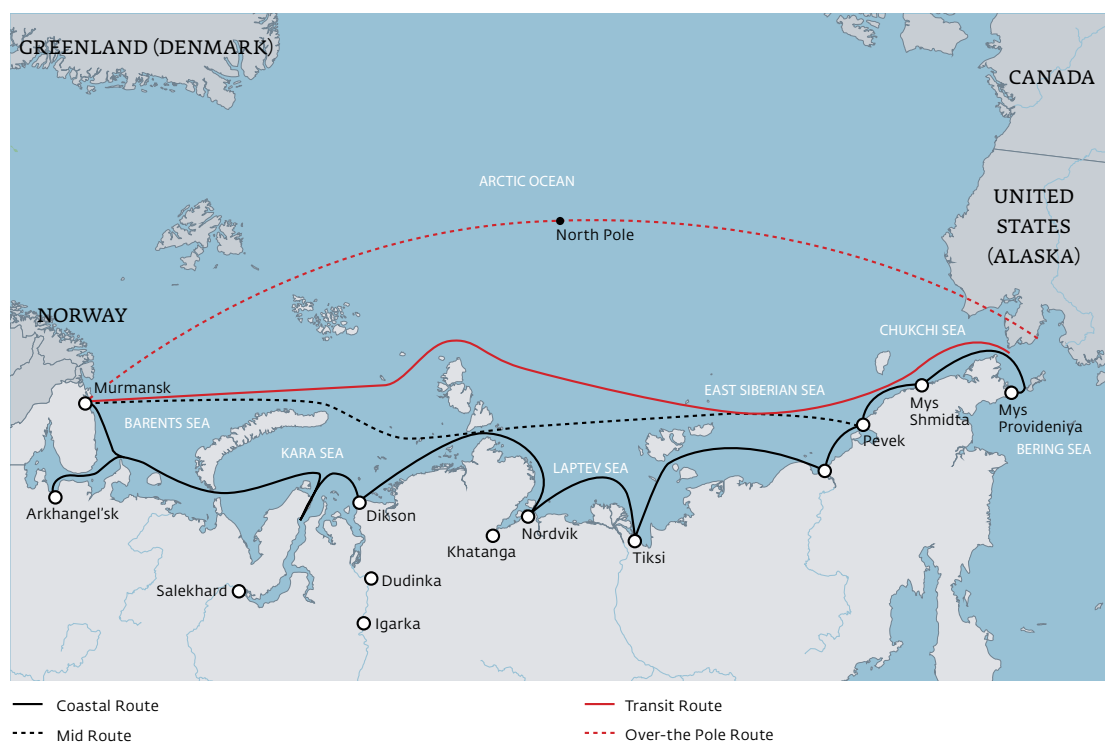 GREENLAND (DENMARK)
CANADA
ARCTIC OCEAN
UNITED
STATES
(ALASKA)
North Pole
NORWAY
CHUKCHI SEA
Murmansk
EAST SIBERIAN SEA
Mys
Shmidta
Mys
Provideniya
BARENTS SEA
Pevek
BERING SEA
KARA SEA
LAPTEV SEA
Arkhangel'sk
Dikson
Nordvik
Khatanga
Tiksi
Salekhard
Dudinka
Igarka
Coastal Route
Transit Route
Mid Route
Over-the Pole Route